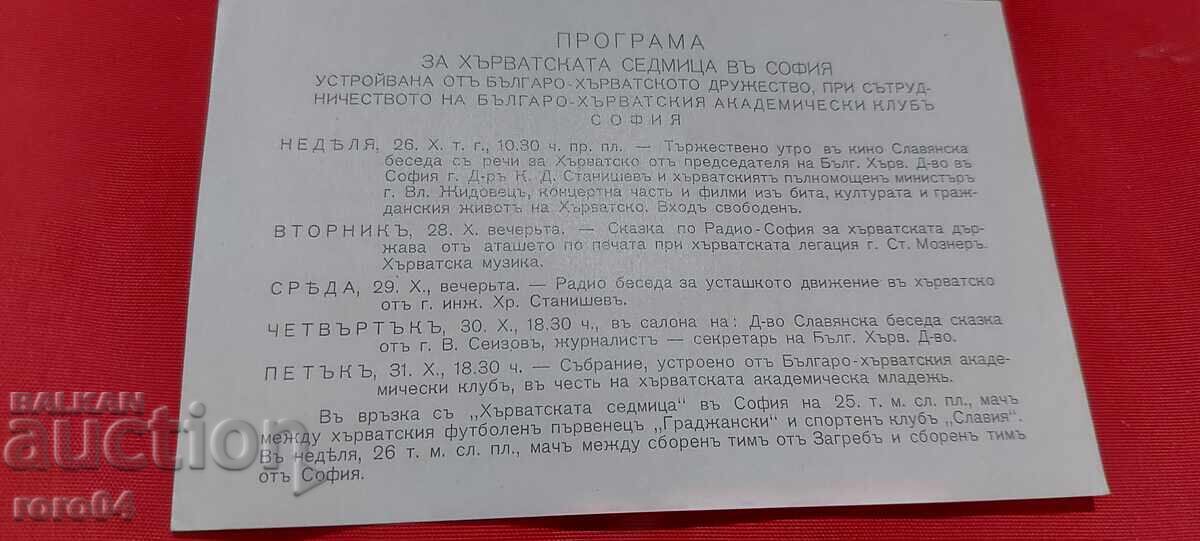 ПРОГРАМА
ЗА ХЪРВАТСКАТА СЕДМИЦА ВЪ СОФИЯ
УСТРОЙВАНА ОТЪ БЪЛГАРО-ХЪРВАТСКОТО ДРУЖЕСТВО, ПРИ СЪТРУД-
НИЧЕСТВОТО НА БЪЛГАРО-ХЪРВАТСКИЯ АКАДЕМИЧЕСКИ КЛУБЪ
СОФИЯ
НЕДѢЛЯ, 26. X. т. г., 10.30 ч. пр. пл. — Тържествено утро въ кино Славянска
беседа съ речи за Хърватско отъ председателя на Бълг. Хърв. Д-во въ
София г. Д-ръ К. Д. Станишевъ и хърватскиятъ пълномощенъ министъръ
г. Вл. Жидовецъ, концертна часть и филми изъ бита, културата и граж-
данския животъ на Хърватско. Входъ свободенъ.
ВТОРНИКЪ, 28. X. вечерьта. — Сказка по Радио-София за хърватската дър-
жава отъ аташето по печата при хърватската легация г. Ст. Мознеръ.
Хърватска музика.
СРѢДА, 29. X., вечерьта. — Радио беседа за усташкото движение въ хърватско
отъ г. инж. Хр. Станишевъ.
ЧЕТВЪРТЪКЪ, 30. X., 18.30 ч., въ салона на: Д-во Славянска беседа сказка
отъ г. В. Сеизовъ, журналистъ — секретарь на Бълг. Хърв. Д-во.
ПЕТЪКЪ, 31. X., 18.30 ч. — Събрание, устроено отъ Българо-хърватския акаде-
мически клубъ, въ честь на хърватската академическа младежь.
Въ връзка съ „Хърватската седмица" въ София на 25. т. м. сл. пл., мачъ
между хърватския футболенъ първенецъ „Граджански" и спортенъ клубъ „Славия".
Въ недѣля, 26 т. м. сл. пл., мачъ между сборенъ тимъ отъ Загребъ и сборенъ тимъ
отъ София.
BALKAN
auction
roro04